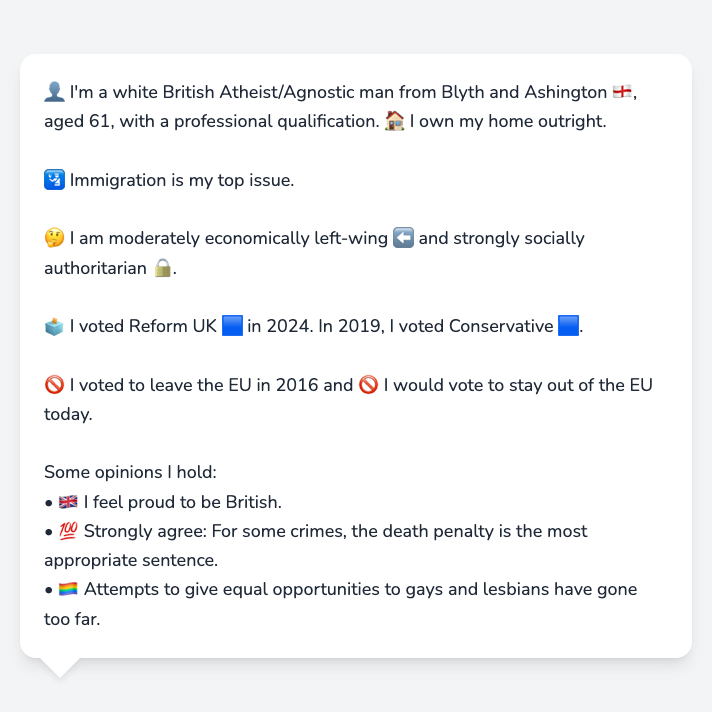 👤 I'm a white British Atheist/Agnostic man from Blyth and Ashington 🏴󠁧󠁢󠁥󠁮󠁧󠁿,
aged 61, with a professional qualification. 🏠 I own my home outright.
🛂 Immigration is my top issue.
🤔 I am moderately economically left-wing ⬅️ and strongly socially
authoritarian 🔒.
🗳️ I voted Reform UK 🟦 in 2024. In 2019, I voted Conservative 🟦.
🚫 I voted to leave the EU in 2016 and 🚫 I would vote to stay out of the EU
today.
Some opinions I hold:
• 🇬🇧 I feel proud to be British.
• 💯 Strongly agree: For some crimes, the death penalty is the most
appropriate sentence.
• 🏳️‍🌈 Attempts to give equal opportunities to gays and lesbians have gone
too far.